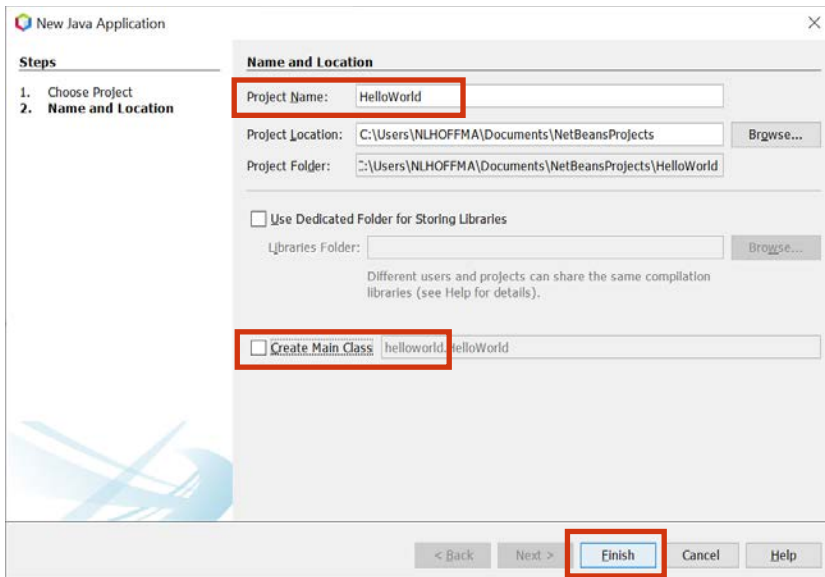 New Java Application
Steps
1. Choose Project
2. Name and Location
Name and Location
Project Name: HelloWorld
Project Location: C:\Users\NLHOFFMA\Documents\NetBeansProjects Browse...
Project Folder: C:\Users\NLHOFFMA\Documents\NetBeansProjects\HelloWorld
Use Dedicated Folder for Storing Libraries
Libraries Folder: Browse...
Different users and projects can share the same compilation
libraries (see Help for details).
Create Main Class helloworld.HelloWorld
< Back Next > Finish Cancel Help